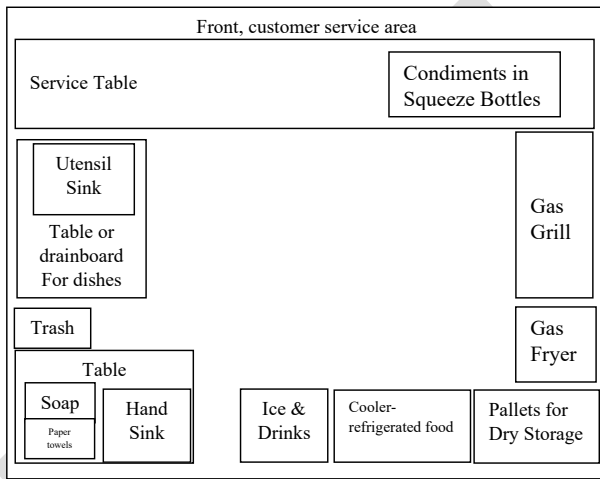 Front, customer service area
Service Table
Condiments in
Squeeze Bottles
Utensil
Sink
Table or
drainboard
For dishes
Gas
Grill
Trash
Gas
Fryer
Table
Soap
Paper
towels
Hand
Sink
Ice &
Drinks
Cooler-
refrigerated food
Pallets for
Dry Storage